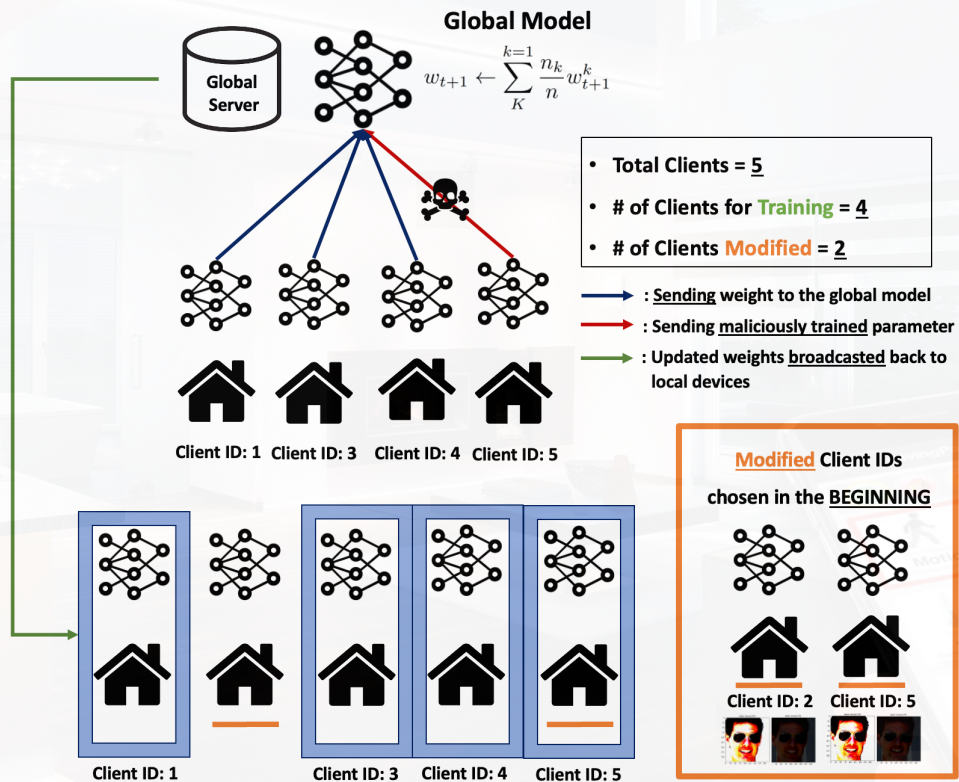 Global Model
Global
Server
w_{t+1} ← \sum_{K}^{k=1} \frac{n_k}{n} w_{t+1}^k
• Total Clients = 5
• # of Clients for Training = 4
• # of Clients Modified = 2
: Sending weight to the global model
: Sending maliciously trained parameter
: Updated weights broadcasted back to
local devices
Client ID: 1
Client ID: 3
Client ID: 4
Client ID: 5
Modified Client IDs
chosen in the BEGINNING
Client ID: 2
Client ID: 5
Client ID: 1
Client ID: 3
Client ID: 4
Client ID: 5